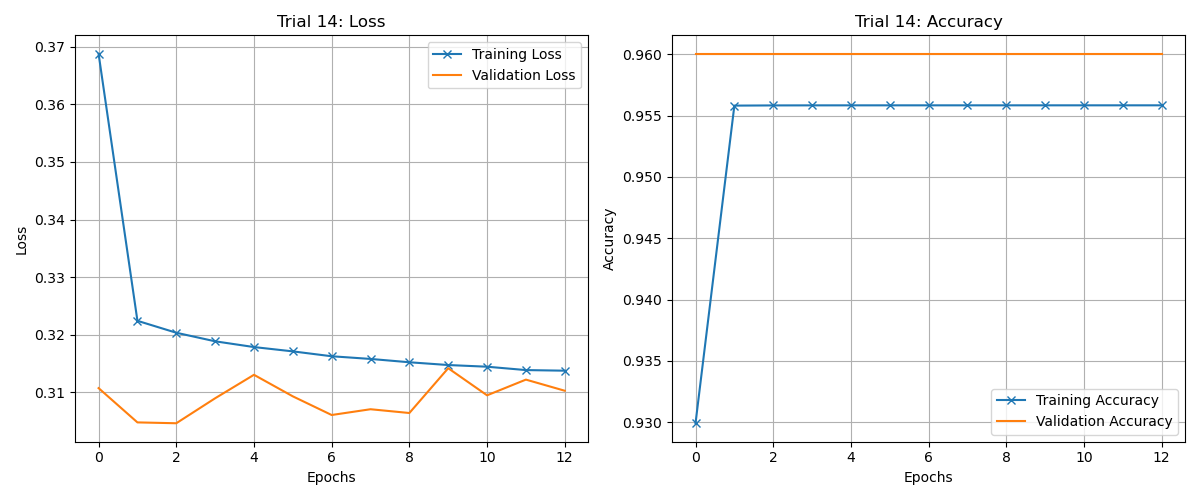 Trial 14: Loss
0.37
0.36
0.35
0.34
0.33
0.32
0.31
Loss
0 2 4 6 8 10 12
Epochs
Training Loss
Validation Loss
Trial 14: Accuracy
0.960
0.955
0.950
0.945
0.940
0.935
0.930
Accuracy
0 2 4 6 8 10 12
Epochs
Training Accuracy
Validation Accuracy